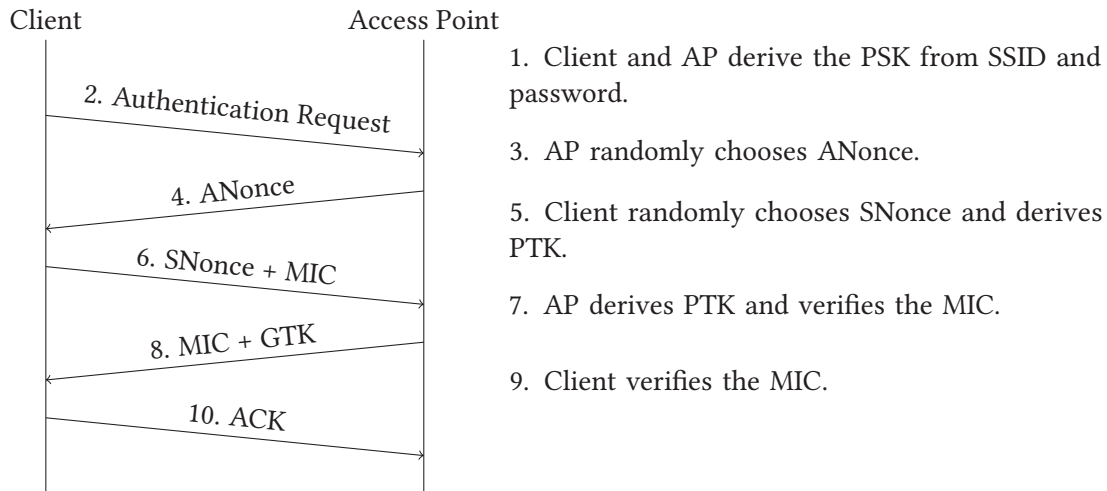 Client
Access Point
1. Client and AP derive the PSK from SSID and
password.
2. Authentication Request
3. AP randomly chooses ANonce.
4. ANonce
5. Client randomly chooses SNonce and derives
PTK.
6. SNonce + MIC
7. AP derives PTK and verifies the MIC.
8. MIC + GTK
9. Client verifies the MIC.
10. ACK